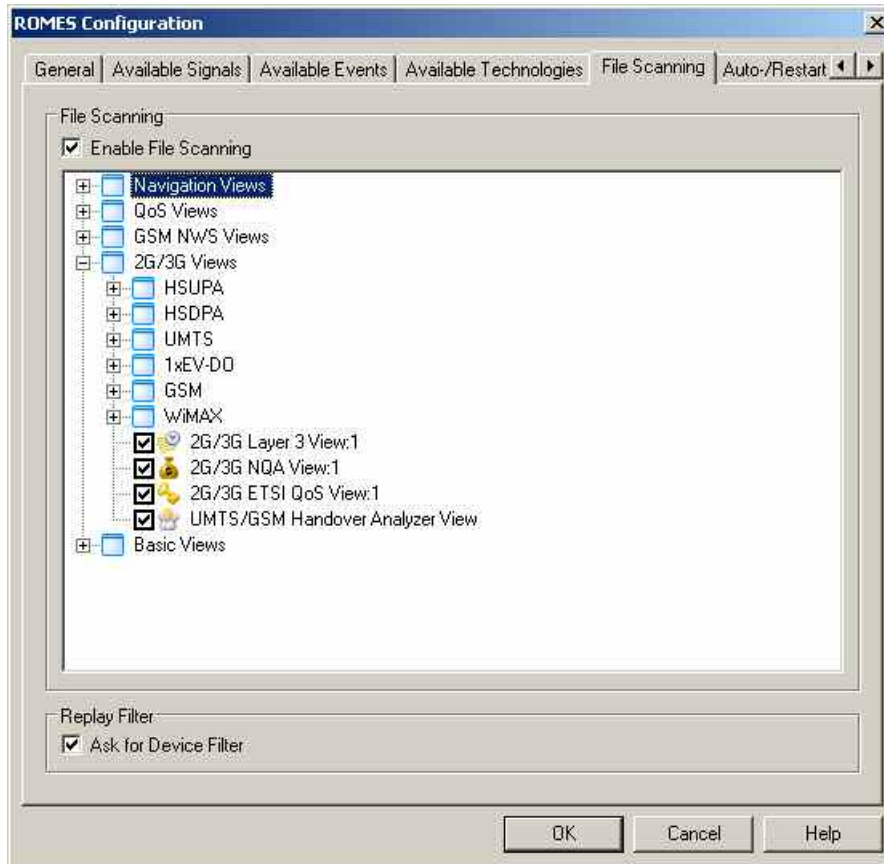 ROMES Configuration
General
Available Signals
Available Events
Available Technologies
File Scanning
Auto-/Restart
File Scanning
Enable File Scanning
Navigation Views
QoS Views
GSM NWS Views
2G/3G Views
HSUPA
HSDPA
UMTS
1xEV-DO
GSM
WiMAX
2G/3G Layer 3 View:1
2G/3G NQA View:1
2G/3G ETSI QoS View:1
UMTS/GSM Handover Analyzer View
Basic Views
Replay Filter
Ask for Device Filter
OK
Cancel
Help